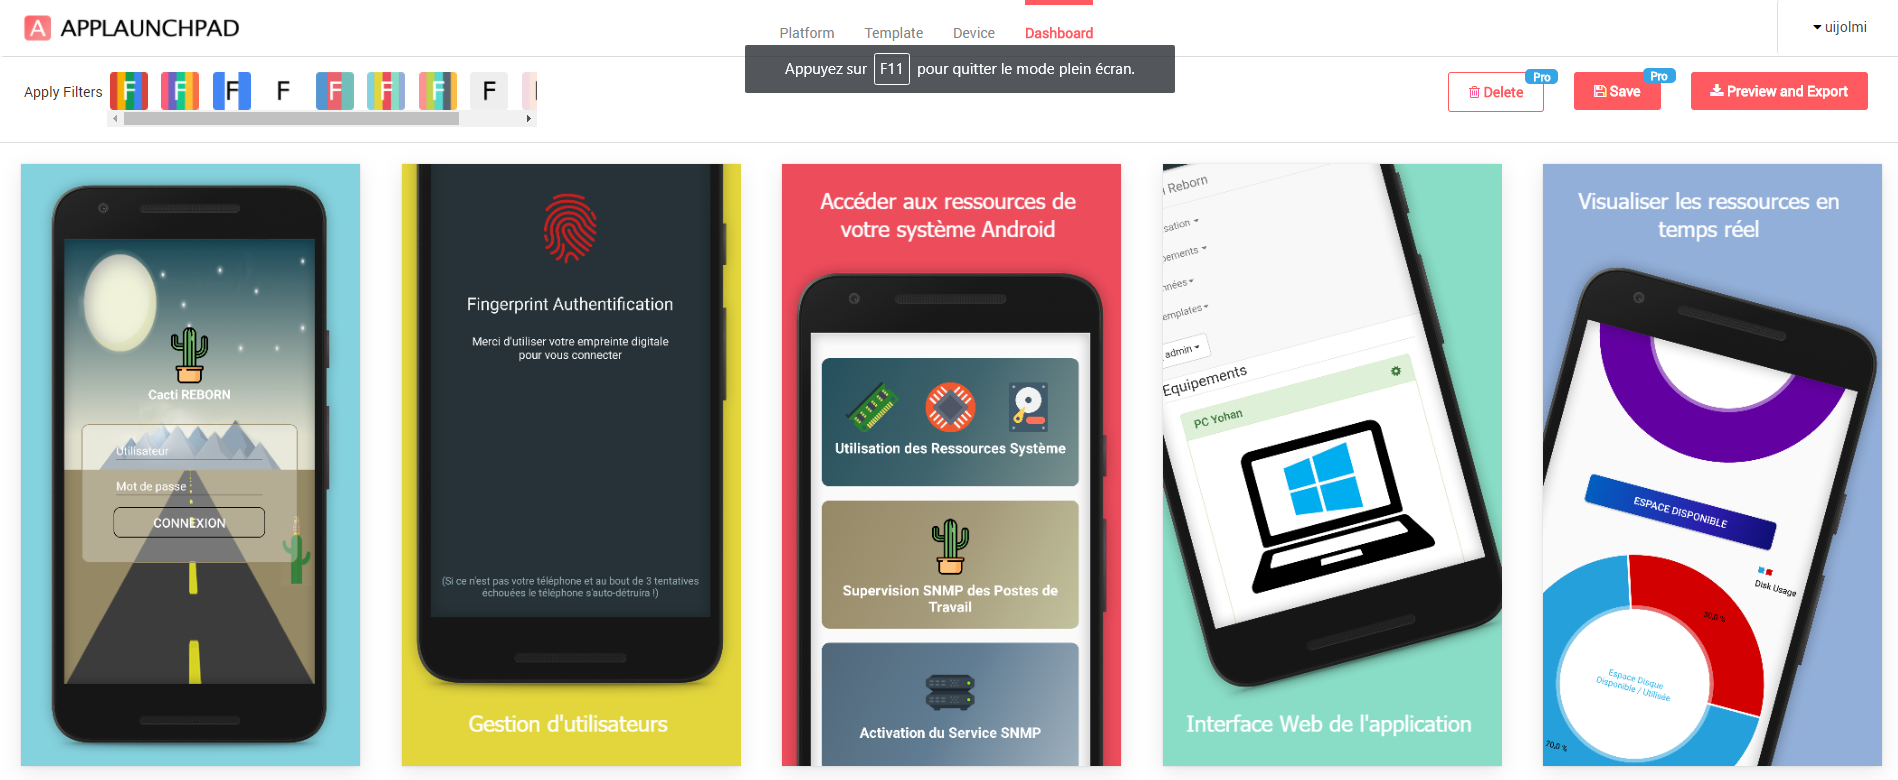 A APPLAUNCHPAD
Platform
Template
Device
Dashboard
uijolmi
Appuyez sur F11 pour quitter le mode plein écran.
Apply Filters
F
F
F
F
F
F
F
F
Delete
Pro
Save
Pro
Preview and Export
Cacti REBORN
Utilisateur
Mot de passe
CONNEXION
Fingerprint Authentification
Merci d'utiliser votre empreinte digitale
pour vous connecter
(Si ce n'est pas votre téléphone et au bout de 3 tentatives
échouées le téléphone s'auto-détruira !)
Gestion d'utilisateurs
Accéder aux ressources de
votre système Android
Utilisation des Ressources Système
Supervision SNMP des Postes de
Travail
Activation du Service SNMP
Reborn
admin
Equipements
PC Yohan
Interface Web de l'application
Visualiser les ressources en
temps réel
ESPACE DISPONIBLE
Disk Usage
30,0 %
Espace Disque
Disponible / Utilisée
70,0 %